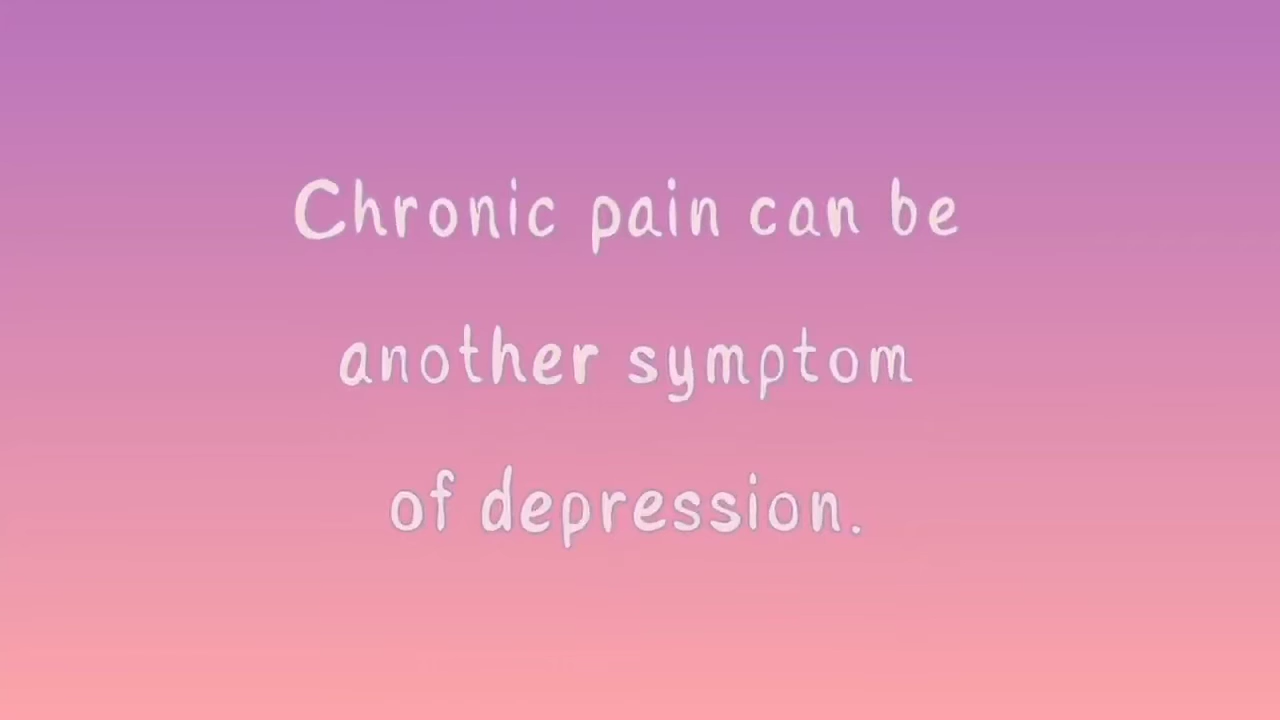 Chronic pain can be
another symptom
of depression.